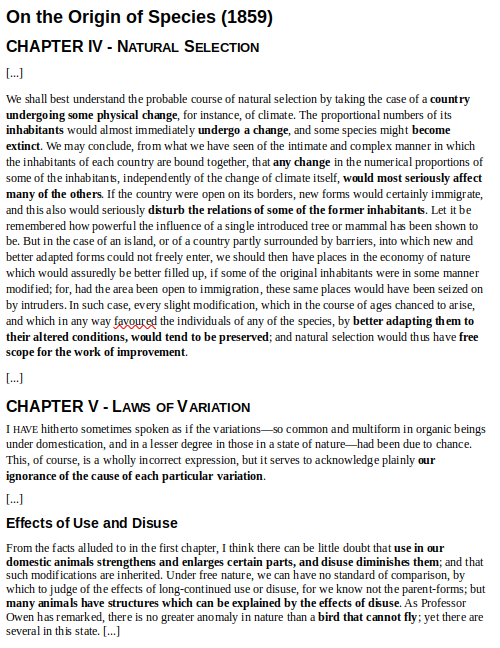 On the Origin of Species (1859)
CHAPTER IV - NATURAL SELECTION
[...]
We shall best understand the probable course of natural selection by taking the case of a country
undergoing some physical change, for instance, of climate. The proportional numbers of its
inhabitants would almost immediately undergo a change, and some species might become
extinct. We may conclude, from what we have seen of the intimate and complex manner in which
the inhabitants of each country are bound together, that any change in the numerical proportions of
some of the inhabitants, independently of the change of climate itself, would most seriously affect
many of the others. If the country were open on its borders, new forms would certainly immigrate,
and this also would seriously disturb the relations of some of the former inhabitants. Let it be
remembered how powerful the influence of a single introduced tree or mammal has been shown to
be. But in the case of an island, or of a country partly surrounded by barriers, into which new and
better adapted forms could not freely enter, we should then have places in the economy of nature
which would assuredly be better filled up, if some of the original inhabitants were in some manner
modified; for, had the area been open to immigration, these same places would have been seized on
by intruders. In such case, every slight modification, which in the course of ages chanced to arise,
and which in any way favoured the individuals of any of the species, by better adapting them to
their altered conditions, would tend to be preserved; and natural selection would thus have free
scope for the work of improvement.
[...]
CHAPTER V - LAWS OF VARIATION
I HAVE hitherto sometimes spoken as if the variations—so common and multiform in organic beings
under domestication, and in a lesser degree in those in a state of nature—had been due to chance.
This, of course, is a wholly incorrect expression, but it serves to acknowledge plainly our
ignorance of the cause of each particular variation.
[...]
Effects of Use and Disuse
From the facts alluded to in the first chapter, I think there can be little doubt that use in our
domestic animals strengthens and enlarges certain parts, and disuse diminishes them; and that
such modifications are inherited. Under free nature, we can have no standard of comparison, by
which to judge of the effects of long-continued use or disuse, for we know not the parent-forms; but
many animals have structures which can be explained by the effects of disuse. As Professor
Owen has remarked, there is no greater anomaly in nature than a bird that cannot fly; yet there are
several in this state. [...]